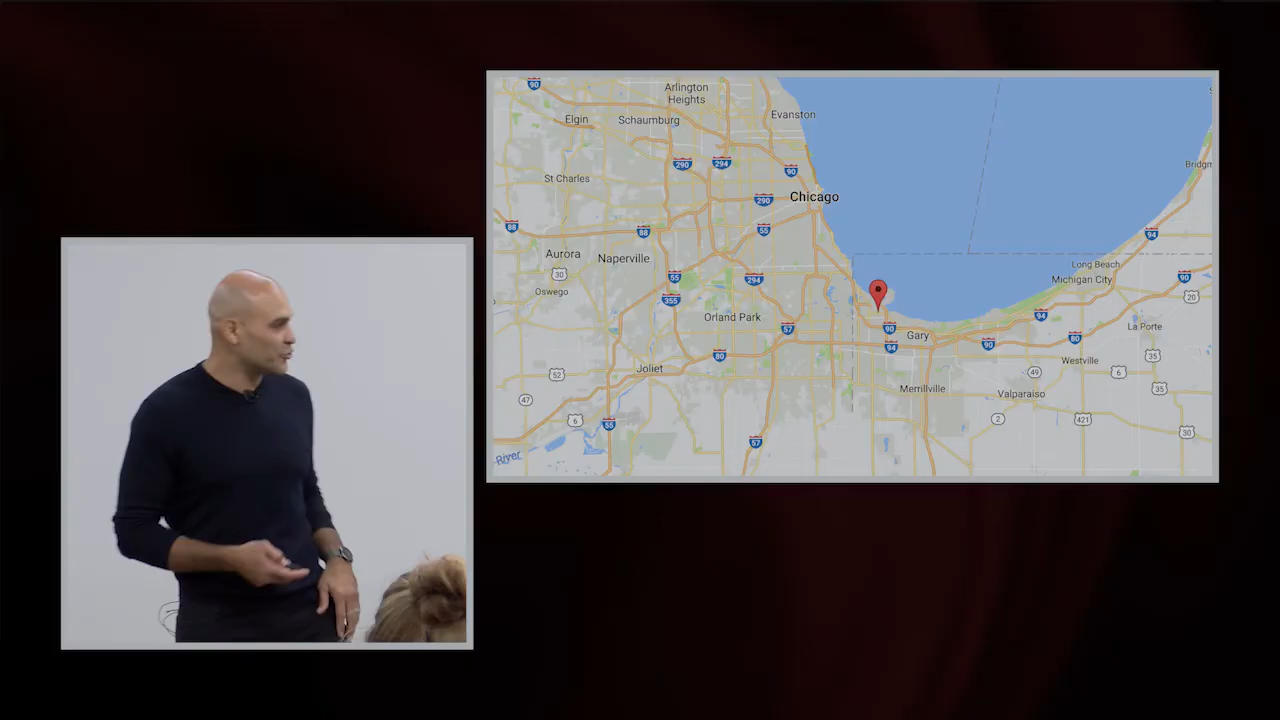 90
Arlington
Heights
Elgin
Schaumburg
Evanston
290
294
90
Bridgm
St Charles
Chicago
290
88
88
55
94
Aurora
Naperville
Long Beach
30
55
294
Michigan City
90
Oswego
355
20
Orland Park
57
90
94
La Porte
Gary
80
94
90
80
35
Joliet
Westville
52
49
6
Merrillville
35
Valparaiso
47
6
55
2
421
30
57
River